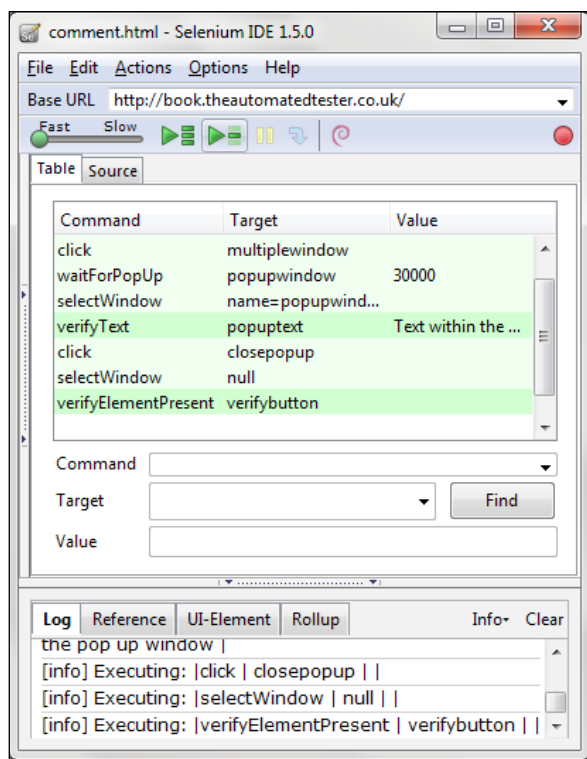 comment.html - Selenium IDE 1.5.0
File Edit Actions Options Help
Base URL http://book.theautomatedtester.co.uk/
Fast Slow
Table Source
Command Target Value
click multiplewindow
waitForPopUp popupwindow 30000
selectWindow name=popupwind...
verifyText popuptext Text within the ...
click closepopup
selectWindow null
verifyElementPresent verifybutton
Command
Target Find
Value
Log Reference UI-Element Rollup Info Clear
the pop up window |
[info] Executing: |click | closepopup | |
[info] Executing: |selectWindow | null | |
[info] Executing: |verifyElementPresent | verifybutton | |